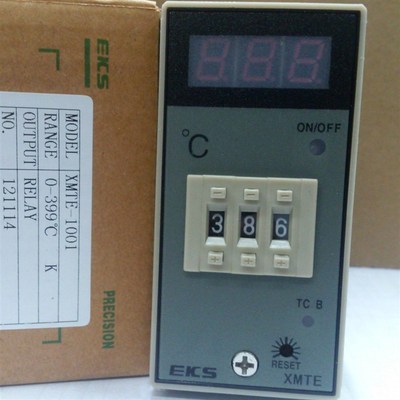 EKS
PRECISION
MODEL XMTE-1001
RANGE 0-399℃ K
OUTPUT RELAY
NO. 121114
ON/OFF
°C
- - -
3 8 6
+ + +
TC B
RESET
EKS
XMTE